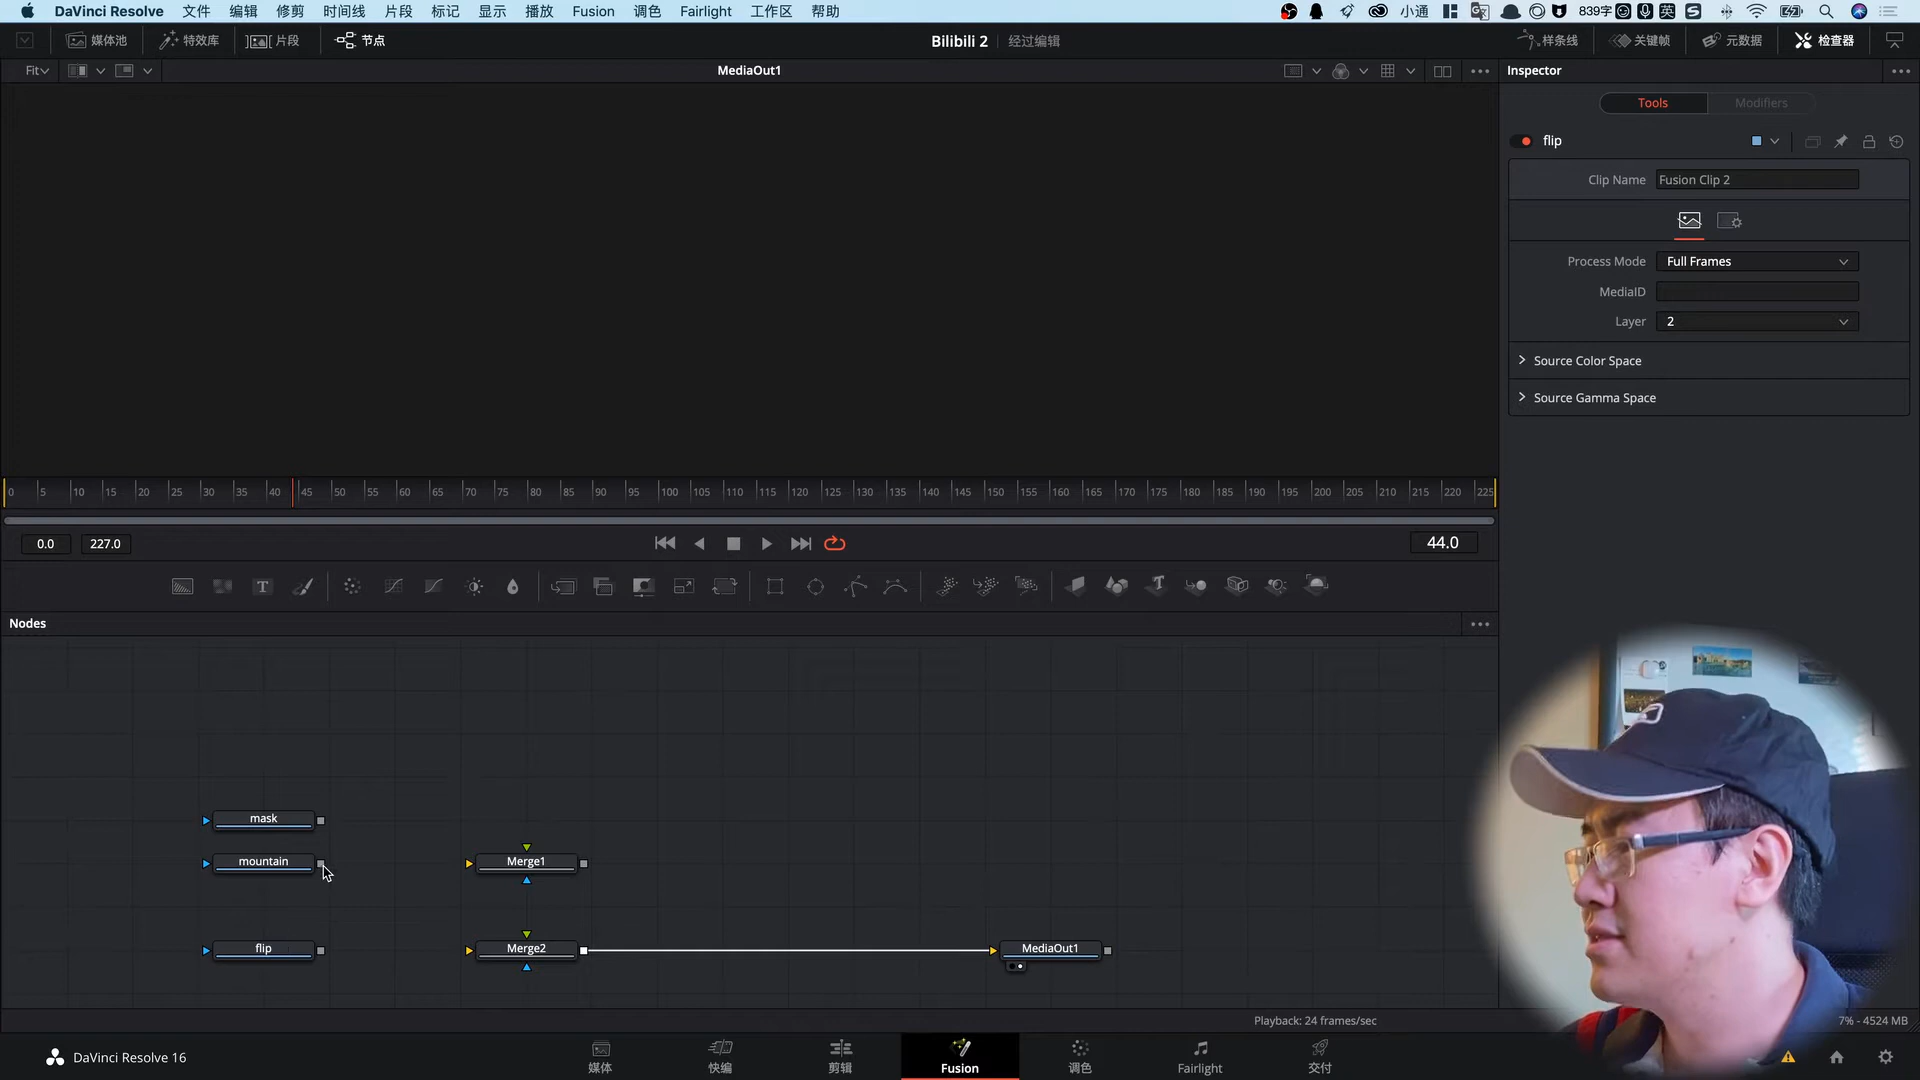 DaVinci Resolve 文件 编辑 修剪 时间线 片段 标记 显示 播放 Fusion 调色 Fairlight 工作区 帮助 小通 839字 英
媒体池 特效库 片段 节点 Bilibili 2 经过编辑 样条线 关键帧 元数据 检查器
Fit MediaOut1 Inspector
Tools Modifiers
flip
Clip Name Fusion Clip 2
Process Mode Full Frames
MediaID
Layer 2
Source Color Space
Source Gamma Space
0 5 10 15 20 25 30 35 40 45 50 55 60 65 70 75 80 85 90 95 100 105 110 115 120 125 130 135 140 145 150 155 160 165 170 175 180 185 190 195 200 205 210 215 220 225
0.0 227.0 44.0
T
Nodes
mask
mountain Merge1
flip Merge2 MediaOut1
Playback: 24 frames/sec 7% - 4524 MB
DaVinci Resolve 16 媒体 快编 剪辑 Fusion 调色 Fairlight 交付